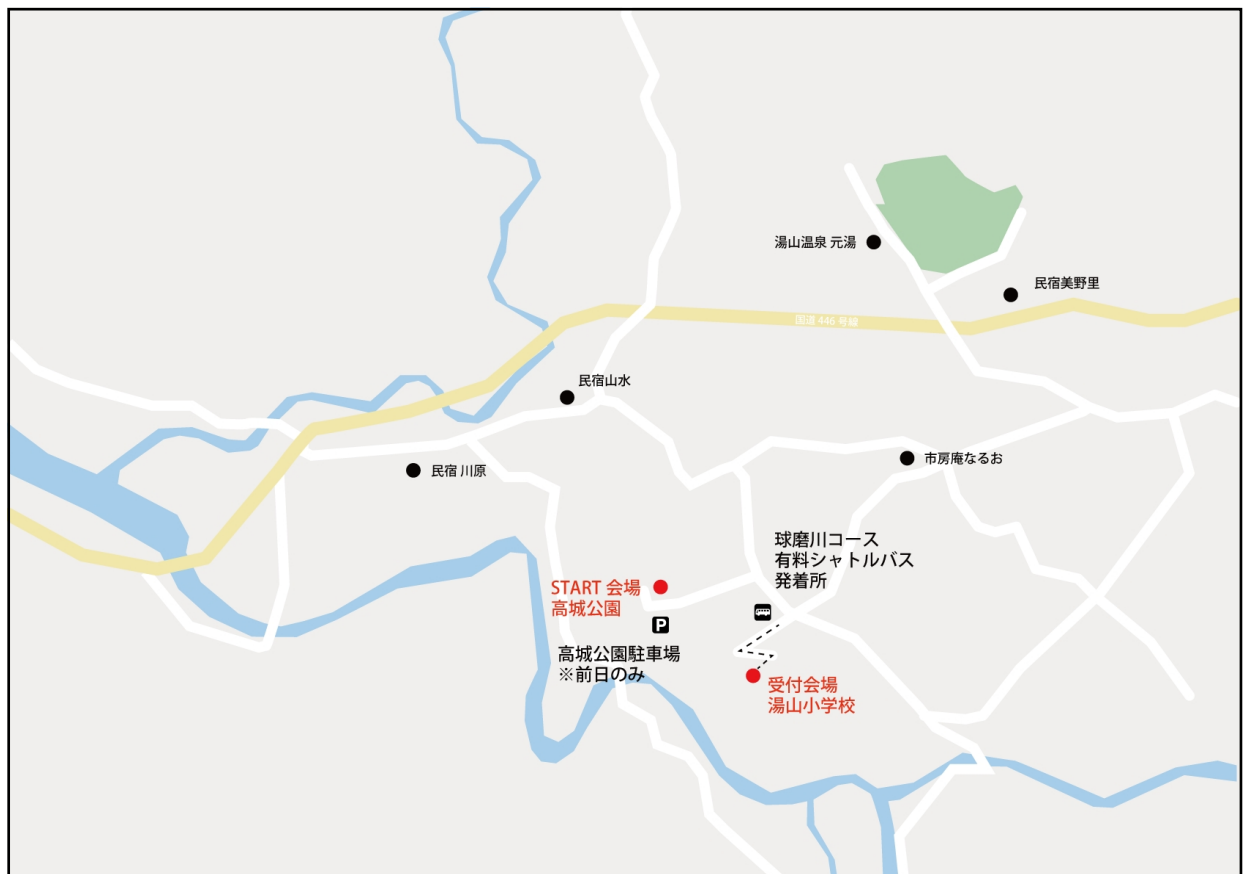 湯山温泉 元湯
民宿美野里
国道 446 号線
民宿山水
民宿 川原
市房庵なるお
球磨川コース
有料シャトルバス
発着所
START 会場
高城公園
P
高城公園駐車場
※前日のみ
受付会場
湯山小学校